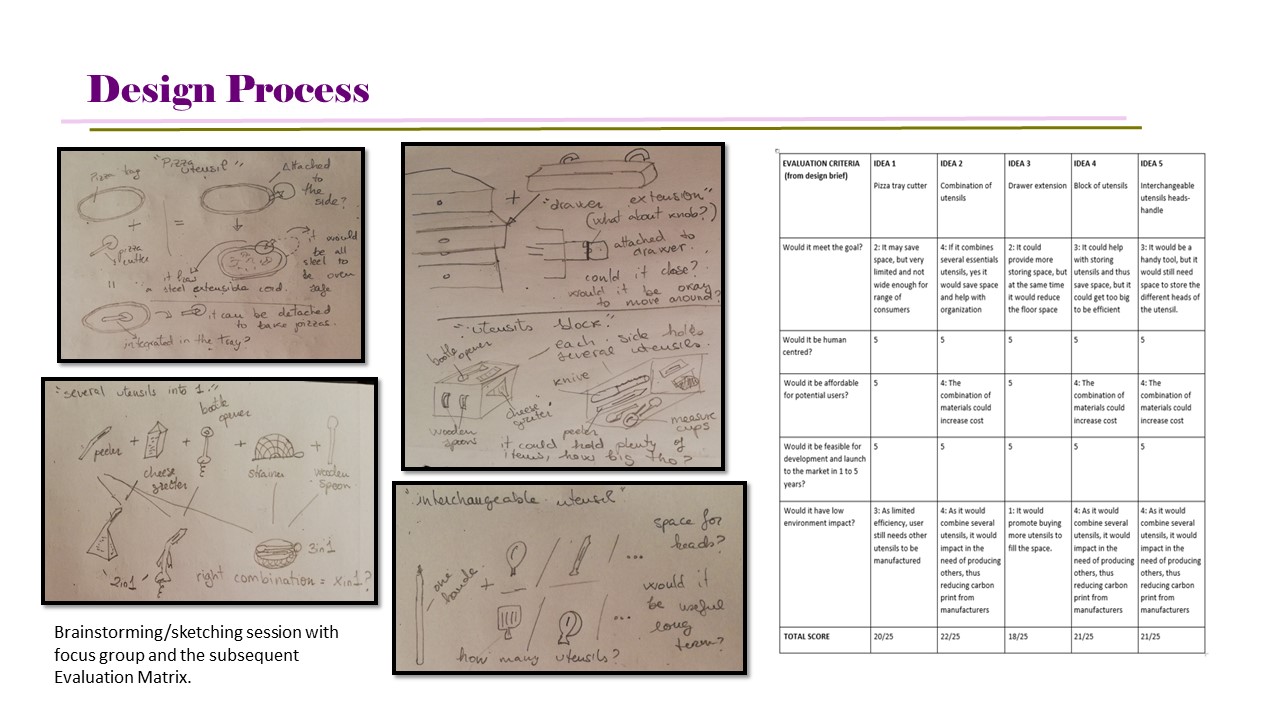 Design Process
"Pizza utensil"
Pizza tray
Attached
to
the
side?
+
=
pizza
cutter
it would
be all
steel to
be oven
safe
it has
a steel extensible cord.
it can be detached
to bake pizzas.
integrated in the tray?
"several utensils into 1."
bottle
opener
peeler
+
cheese
grater
+
+
strainer
+
wooden
spoon
"2in1"
3in1
right combination = xin1?
Brainstorming/sketching session with
focus group and the subsequent
Evaluation Matrix.
+
"drawer extension"
(what about knob?)
attached to
drawer.
could it close?
would it be okay
to move around?
"utensils block."
bottle
opener
each side holds
several utensils.
knive
cheese
grater
wooden
spoon
peeler
measure
cups
it could hold plenty of
items, how big tho?
"interchangeable utensil"
space for
heads?
one
handle
+
/ / ...
would it
be useful
long
term?
/ / ...
how many utensils?
EVALUATION CRITERIA
(from design brief)
IDEA 1
Pizza tray cutter
IDEA 2
Combination of
utensils
IDEA 3
Drawer extension
IDEA 4
Block of utensils
IDEA 5
Interchangeable
utensils heads-
handle
Would it meet the goal?
2: It may save
space, but very
limited and not
wide enough for
range of
consumers
4: If it combines
several essentials
utensils, yes it
would save space
and help with
organization
2: It could
provide more
storing space, but
at the same time
it would reduce
the floor space
3: It could help
with storing
utensils and thus
save space, but it
could get too big
to be efficient
3: It would be a
handy tool, but it
would still need
space to store the
different heads of
the utensil.
Would It be human
centred?
5
5
5
5
5
Would it be affordable
for potential users?
5
4: The
combination of
materials could
increase cost
5
4: The
combination of
materials could
increase cost
4: The
combination of
materials could
increase cost
Would it be feasible for
development and launch
to the market in 1 to 5
years?
5
5
5
5
5
Would it have low
environment impact?
3: As limited
efficiency, user
still needs other
utensils to be
manufactured
4: As it would
combine several
utensils, it would
impact in the
need of producing
others, thus
reducing carbon
print from
manufacturers
1: It would
promote buying
more utensils to
fill the space.
4: As it would
combine several
utensils, it would
impact in the
need of producing
others, thus
reducing carbon
print from
manufacturers
4: As it would
combine several
utensils, it would
impact in the
need of producing
others, thus
reducing carbon
print from
manufacturers
TOTAL SCORE
20/25
22/25
18/25
21/25
21/25